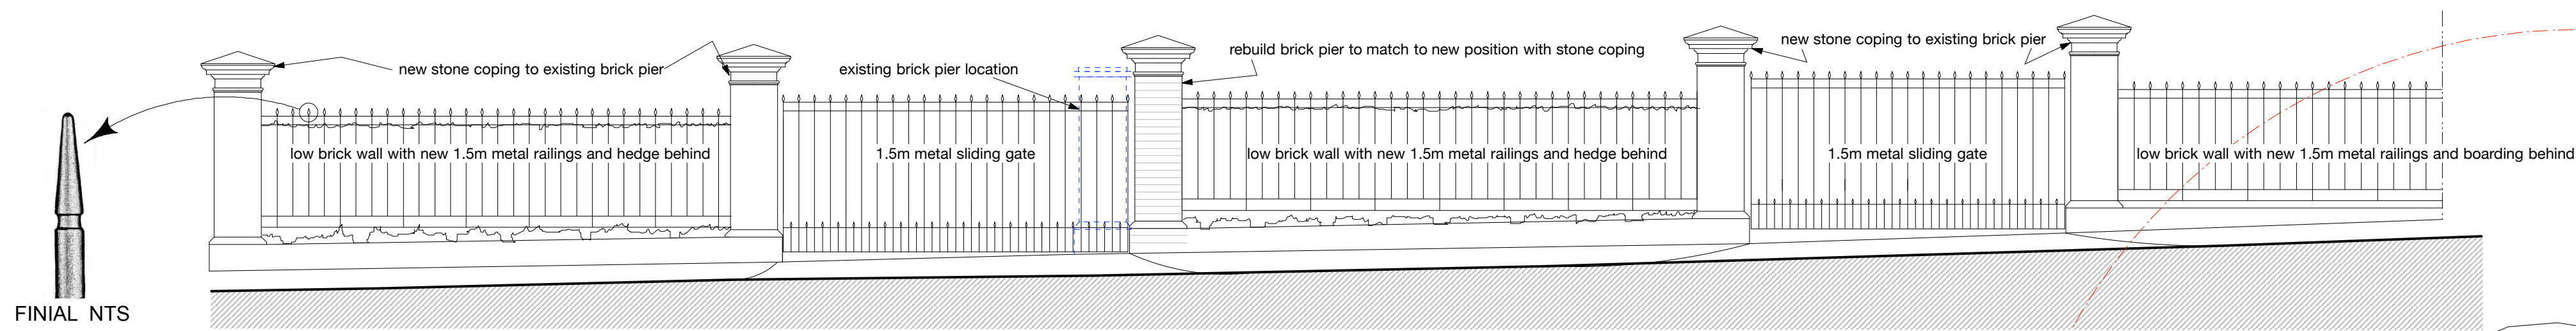 new stone coping to existing brick pier
existing brick pier location
rebuild brick pier to match to new position with stone coping
new stone coping to existing brick pier
low brick wall with new 1.5m metal railings and hedge behind
1.5m metal sliding gate
low brick wall with new 1.5m metal railings and hedge behind
1.5m metal sliding gate
low brick wall with new 1.5m metal railings and boarding behind
FINIAL NTS